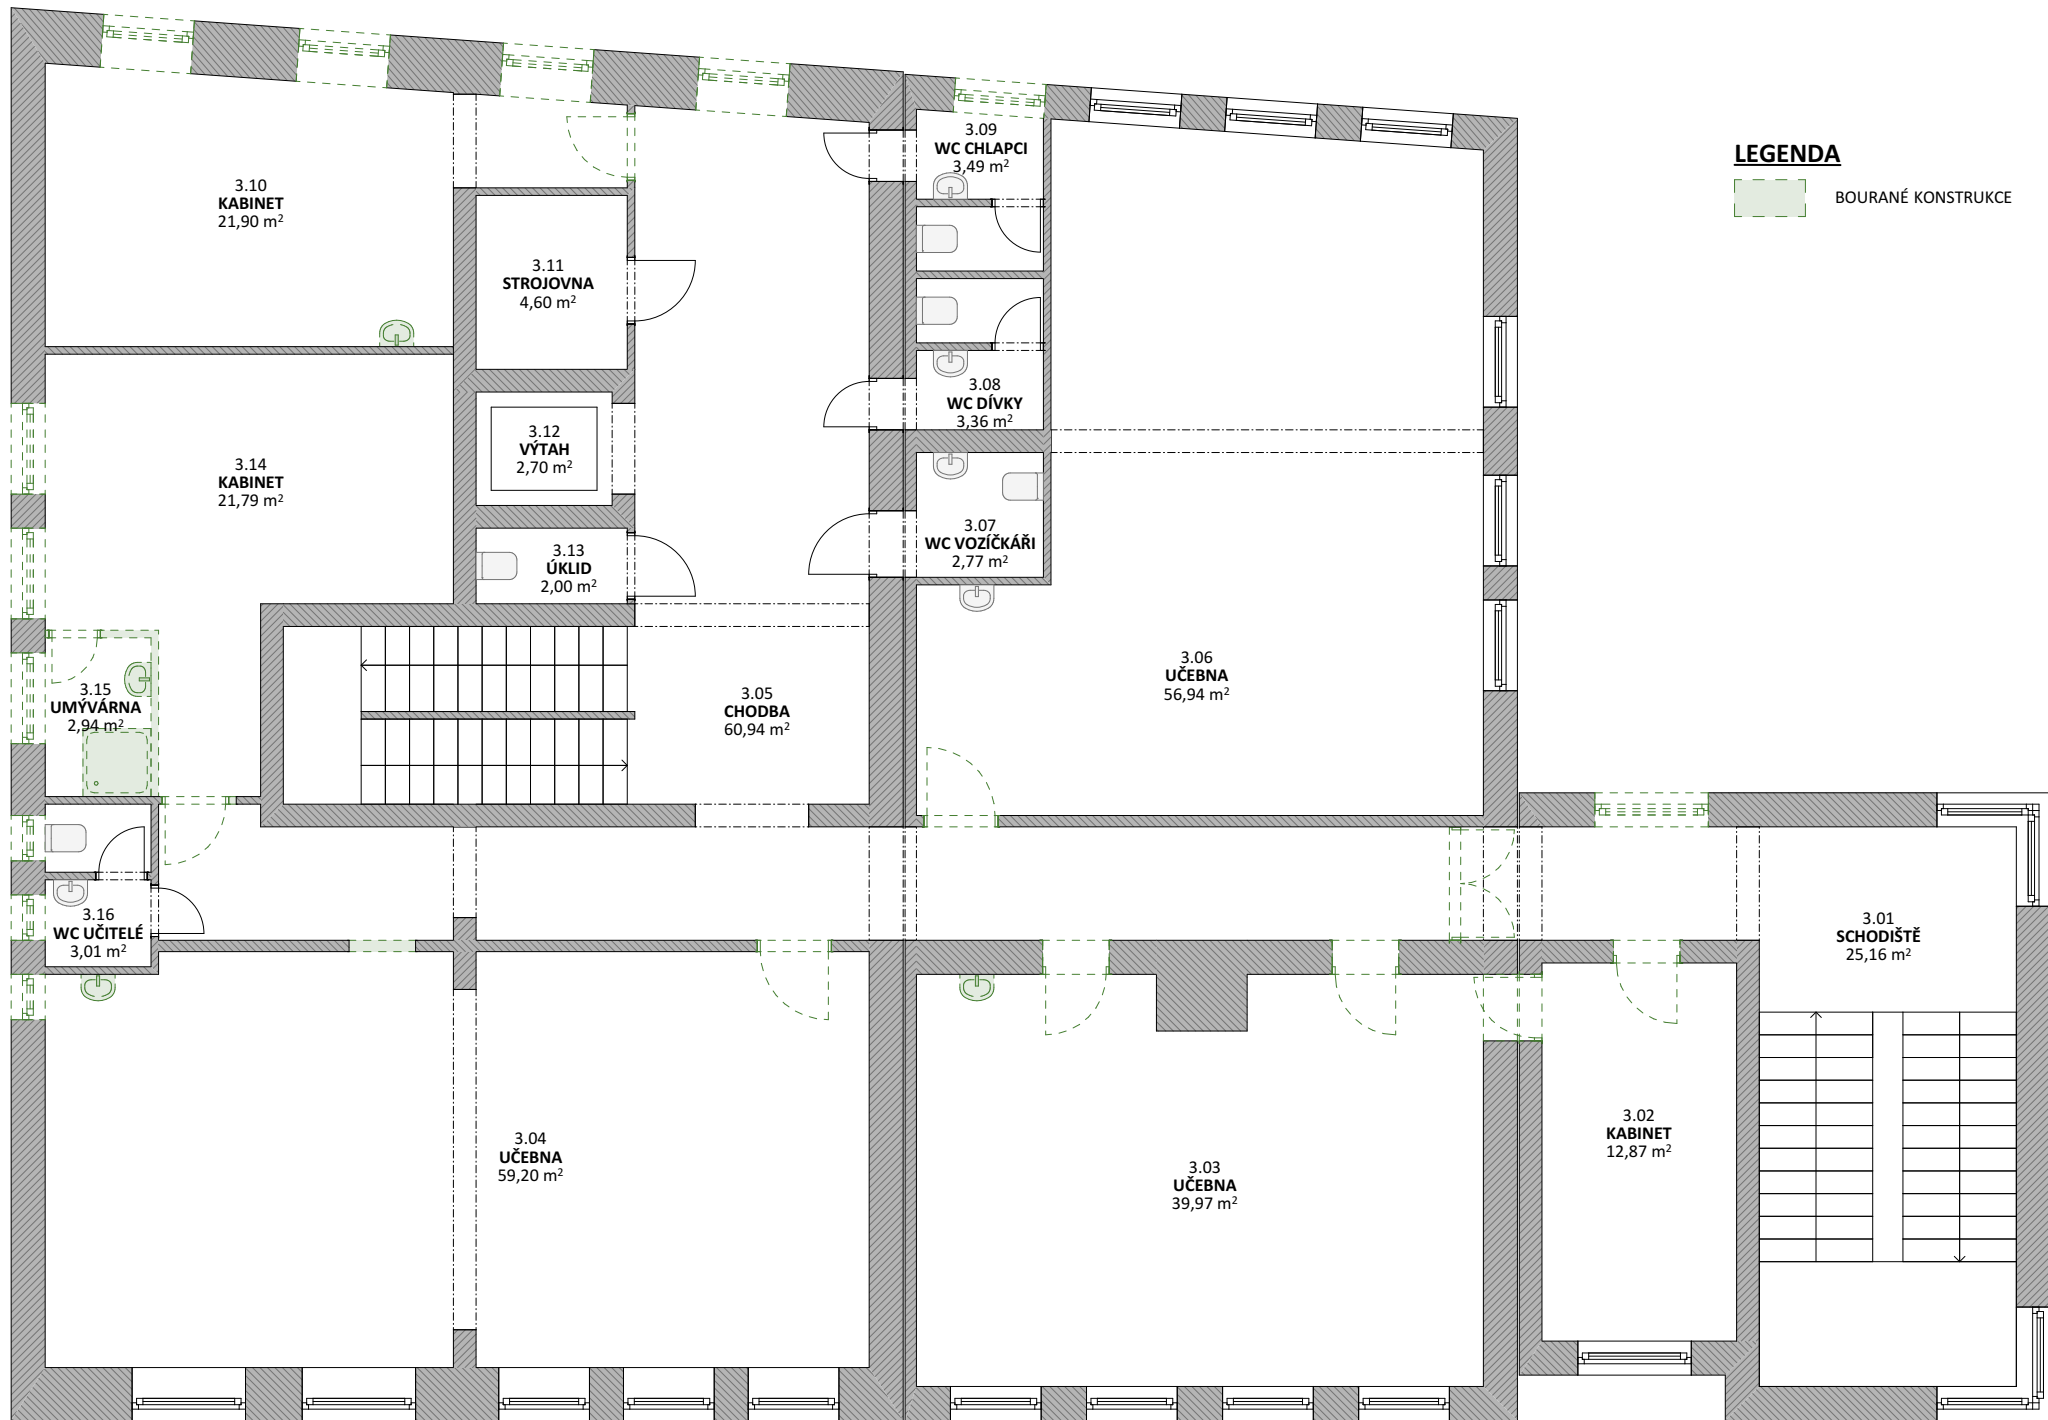 3.09
WC CHLAPCI
3,49 m²
LEGENDA
BOURANÉ KONSTRUKCE
3.10
KABINET
21,90 m²
3.11
STROJOVNA
4,60 m²
3.08
WC DÍVKY
3,36 m²
3.12
VÝTAH
2,70 m²
3.14
KABINET
21,79 m²
3.07
WC VOZÍČKÁŘI
2,77 m²
3.13
ÚKLID
2,00 m²
3.06
UČEBNA
56,94 m²
3.15
UMÝVÁRNA
2,94 m²
3.05
CHODBA
60,94 m²
3.16
WC UČITELÉ
3,01 m²
3.01
SCHODIŠTĚ
25,16 m²
3.02
KABINET
12,87 m²
3.04
UČEBNA
59,20 m²
3.03
UČEBNA
39,97 m²